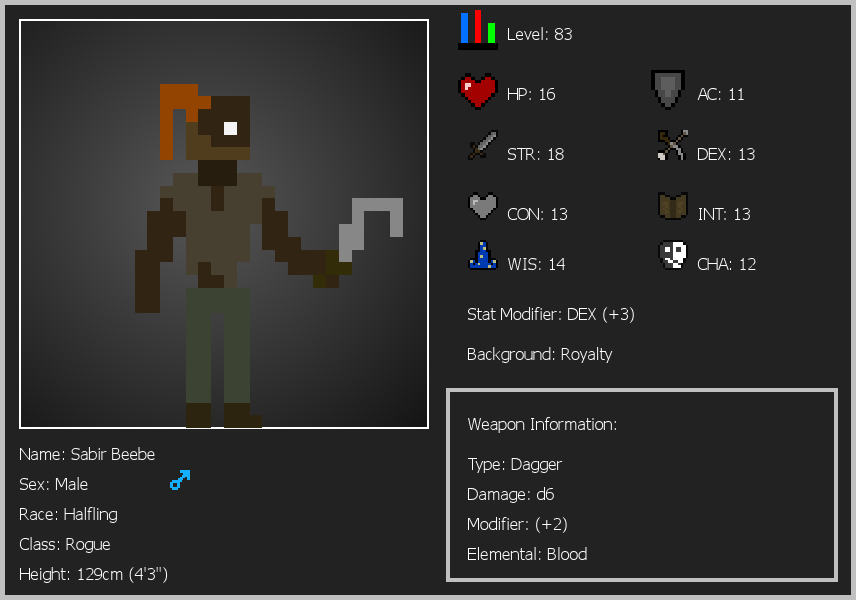 Level: 83
HP: 16
AC: 11
STR: 18
DEX: 13
CON: 13
INT: 13
WIS: 14
CHA: 12
Stat Modifier: DEX (+3)
Background: Royalty
Weapon Information:
Type: Dagger
Damage: d6
Modifier: (+2)
Elemental: Blood
Name: Sabir Beebe
Sex: Male
Race: Halfling
Class: Rogue
Height: 129cm (4'3")